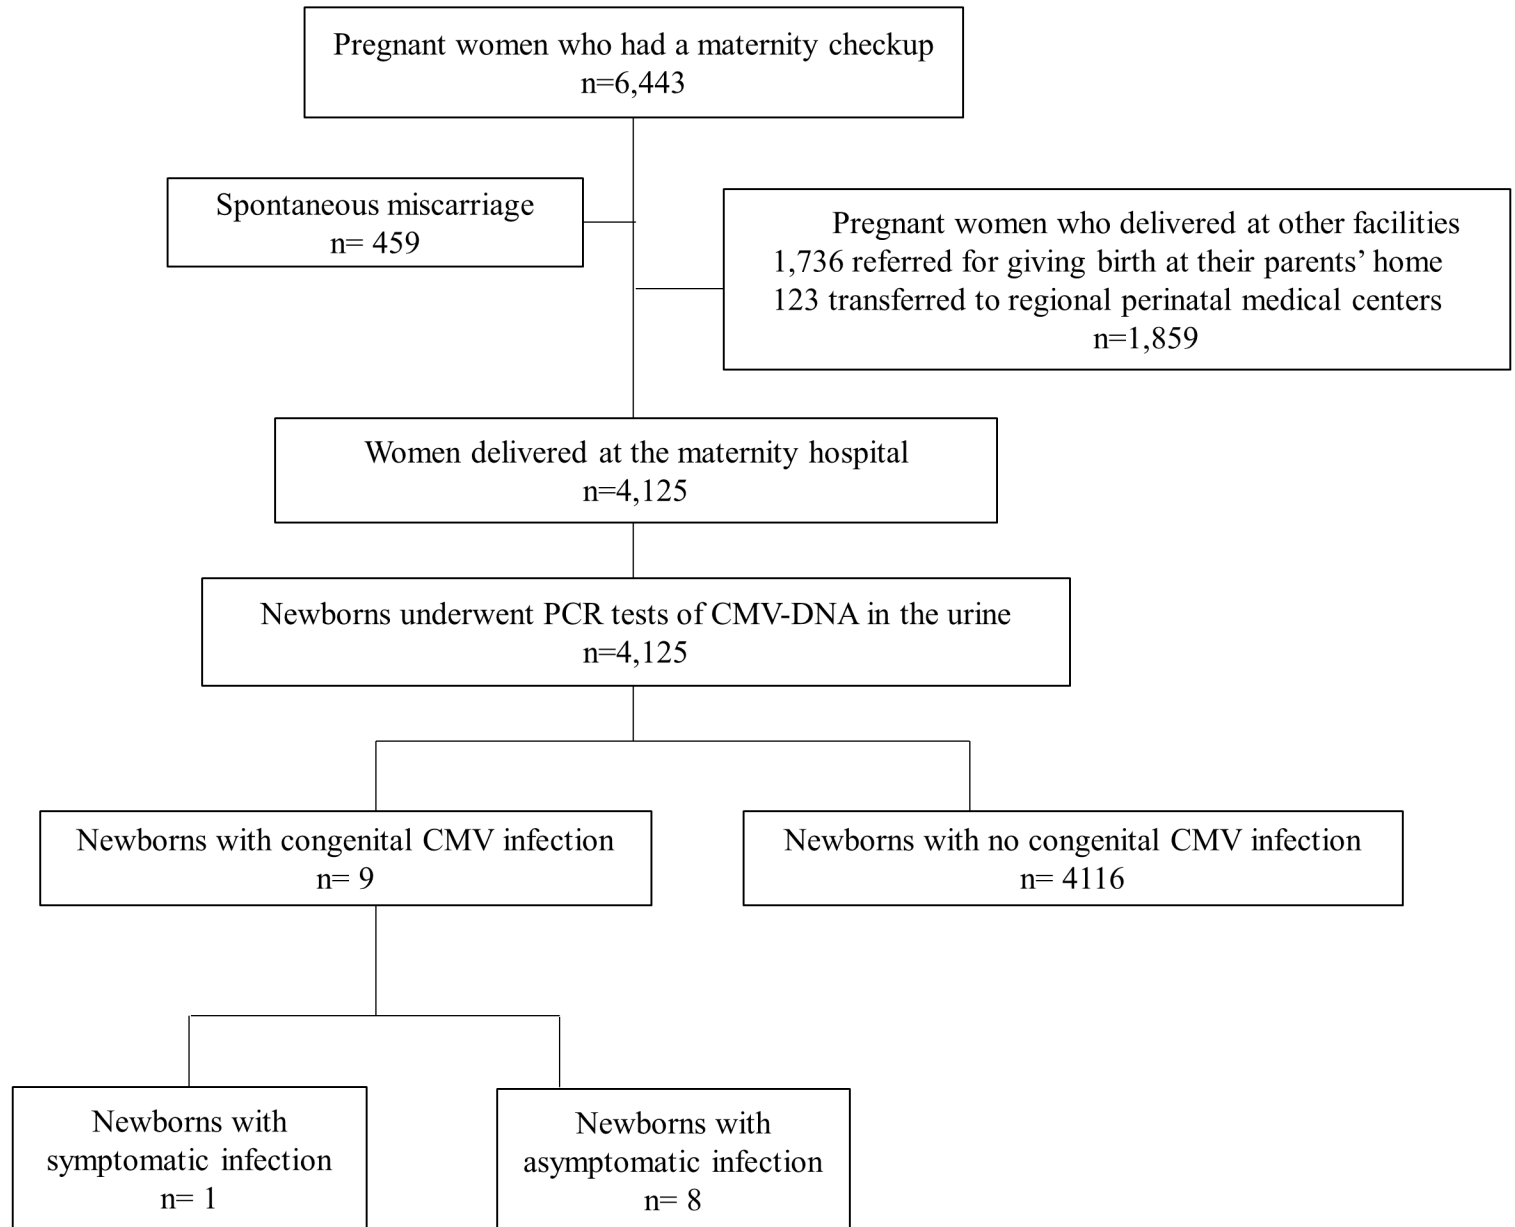 Pregnant women who had a maternity checkup
n=6,443
Spontaneous miscarriage
n= 459
Pregnant women who delivered at other facilities
1,736 referred for giving birth at their parents’ home
123 transferred to regional perinatal medical centers
n=1,859
Women delivered at the maternity hospital
n=4,125
Newborns underwent PCR tests of CMV-DNA in the urine
n=4,125
Newborns with congenital CMV infection
n= 9
Newborns with no congenital CMV infection
n= 4116
Newborns with
symptomatic infection
n= 1
Newborns with
asymptomatic infection
n= 8